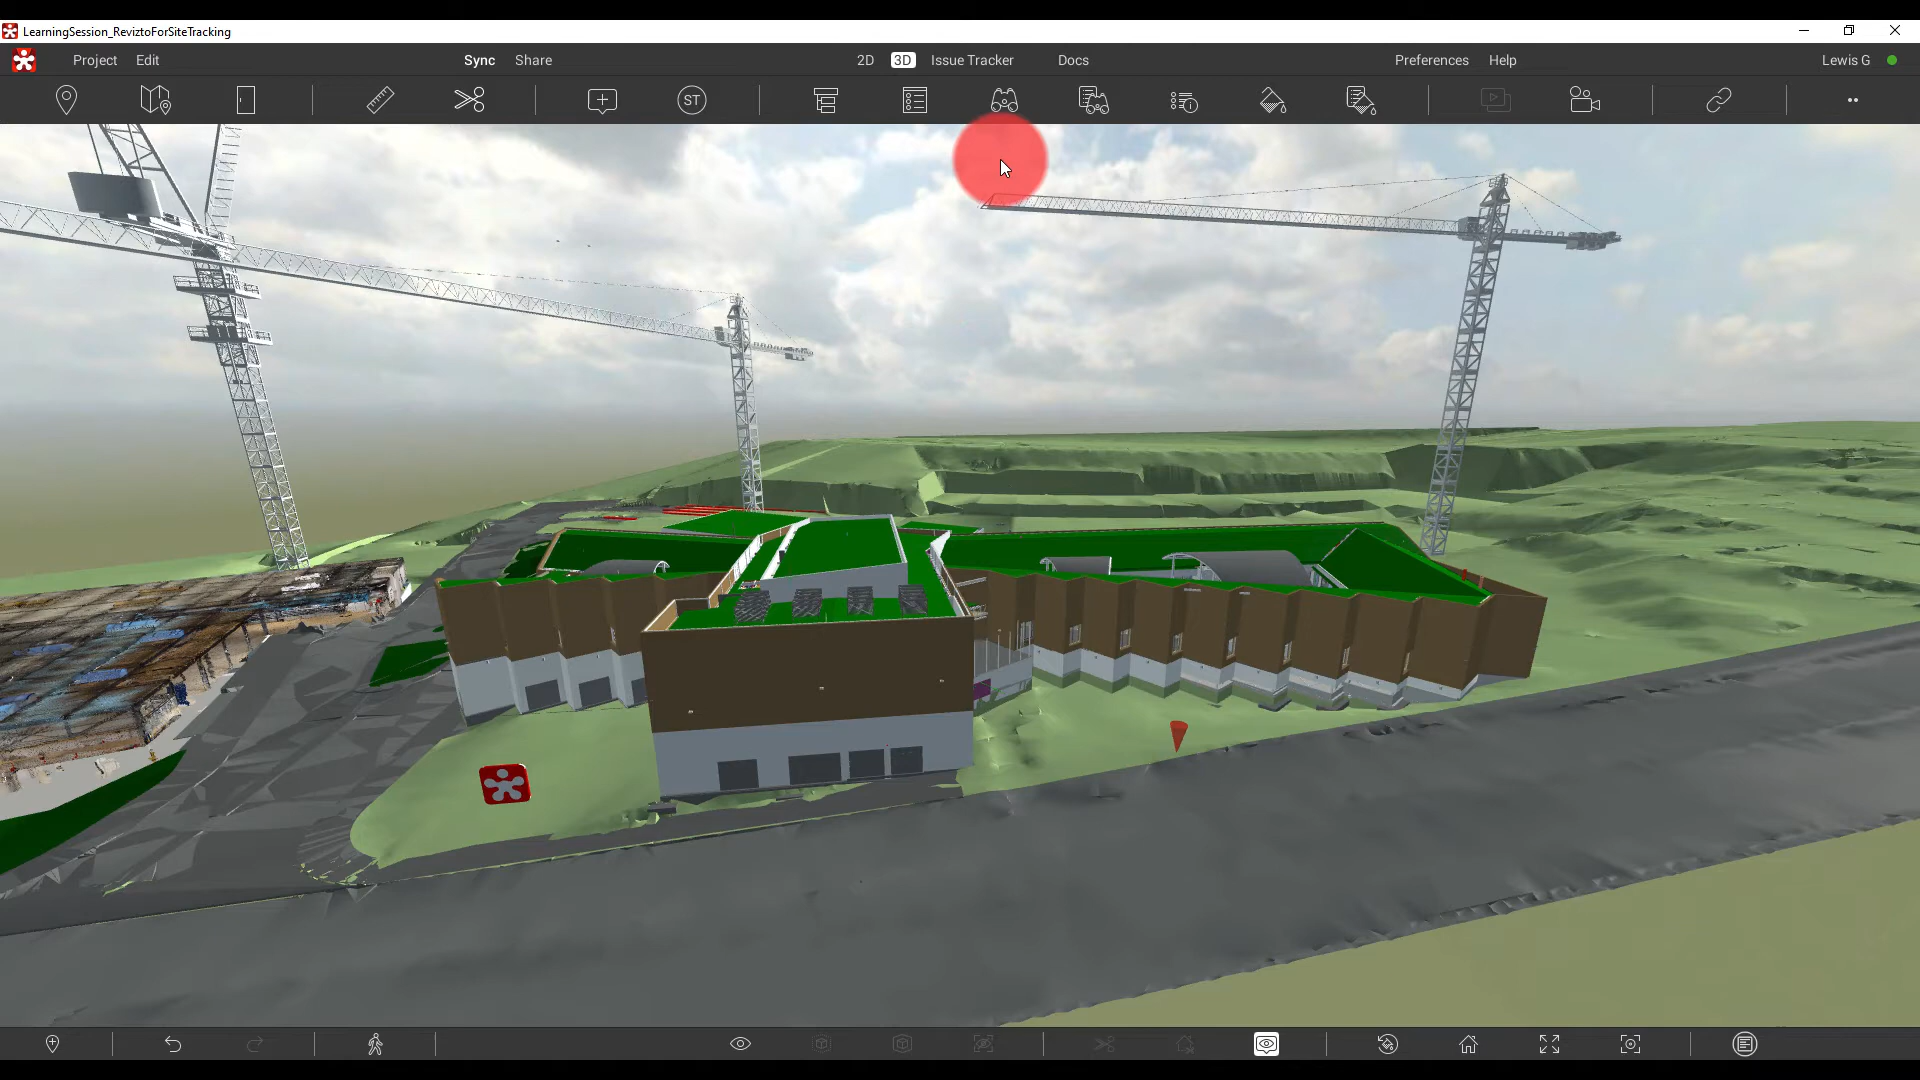 LearningSession_ReviztoForSiteTracking
Project Edit Sync Share 2D 3D Issue Tracker Docs Preferences Help Lewis G
ST